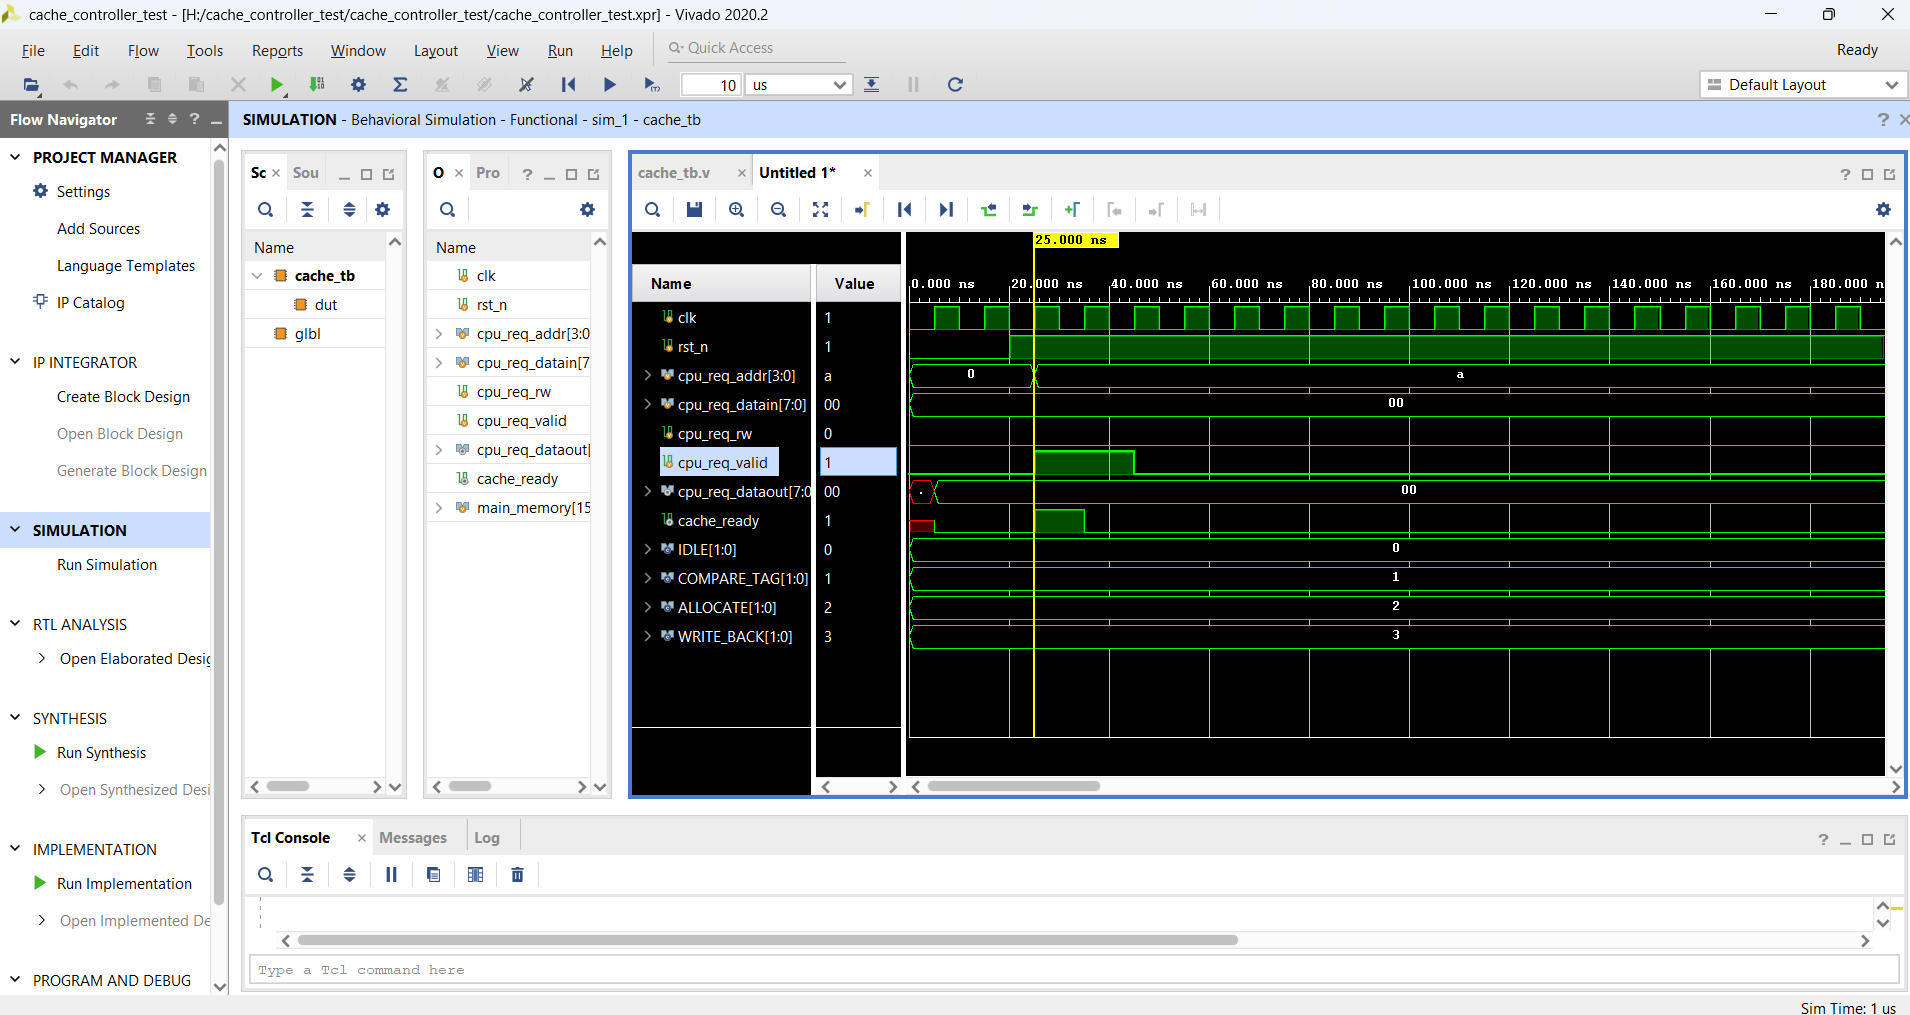 cache_controller_test - [H:/cache_controller_test/cache_controller_test/cache_controller_test.xpr] - Vivado 2020.2
File Edit Flow Tools Reports Window Layout View Run Help Quick Access Ready
10 us Default Layout
Flow Navigator
SIMULATION - Behavioral Simulation - Functional - sim_1 - cache_tb
PROJECT MANAGER
Settings
Add Sources
Language Templates
IP Catalog
IP INTEGRATOR
Create Block Design
Open Block Design
Generate Block Design
SIMULATION
Run Simulation
RTL ANALYSIS
Open Elaborated Desig
SYNTHESIS
Run Synthesis
Open Synthesized Desi
IMPLEMENTATION
Run Implementation
Open Implemented De
PROGRAM AND DEBUG
Sc Sou
Name
cache_tb
dut
glbl
O Pro
Name
clk
rst_n
cpu_req_addr[3:0
cpu_req_datain[7
cpu_req_rw
cpu_req_valid
cpu_req_dataout[
cache_ready
main_memory[15
cache_tb.v Untitled 1*
25.000 ns
Name Value 0.000 ns 20.000 ns 40.000 ns 60.000 ns 80.000 ns 100.000 ns 120.000 ns 140.000 ns 160.000 ns 180.000 n
clk 1
rst_n 1
cpu_req_addr[3:0] a 0 a
cpu_req_datain[7:0] 00 00
cpu_req_rw 0
cpu_req_valid 1
cpu_req_dataout[7:0 00 . 00
cache_ready 1
IDLE[1:0] 0 0
COMPARE_TAG[1:0] 1 1
ALLOCATE[1:0] 2 2
WRITE_BACK[1:0] 3 3
Tcl Console Messages Log
Type a Tcl command here
Sim Time: 1 us